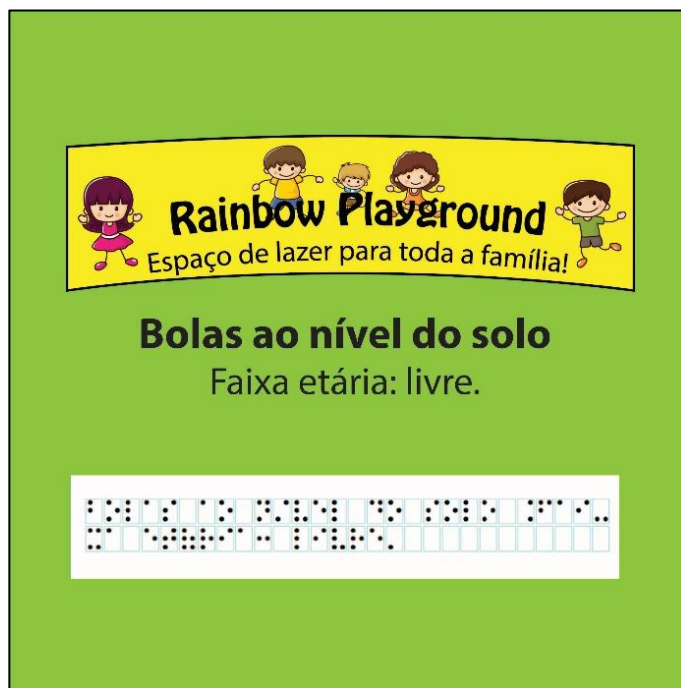 Rainbow Playground
Espaço de lazer para toda a família!
Bolas ao nível do solo
Faixa etária: livre.